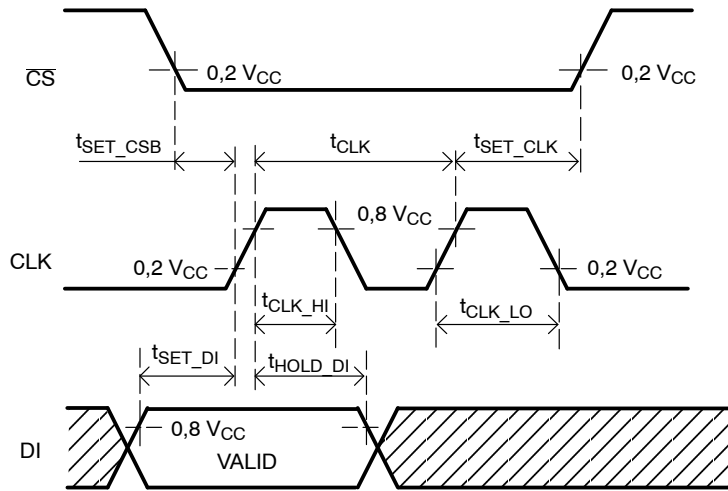 CS
0,2 VCC
0,2 VCC
tSET_CSB
tCLK
tSET_CLK
0,8 VCC
CLK
0,2 VCC
0,2 VCC
tCLK_HI
tCLK_LO
tSET_DI
tHOLD_DI
0,8 VCC
DI
VALID